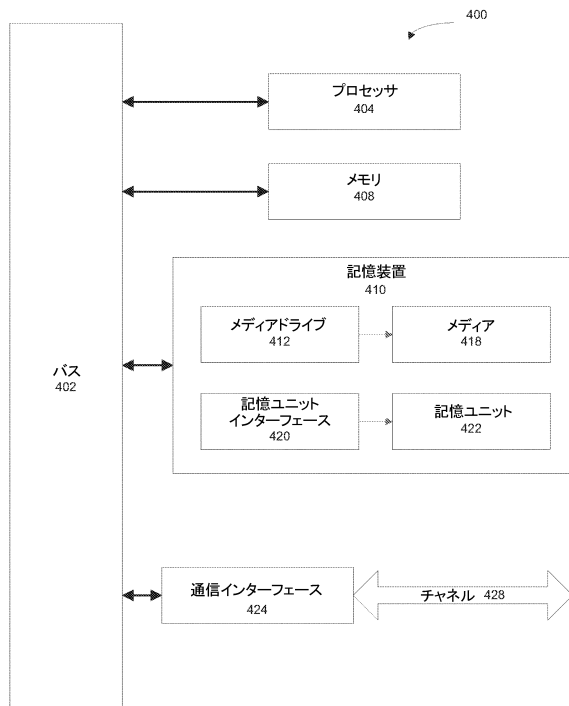 400
プロセッサ
404
メモリ
408
記憶装置
410
メディアドライブ
412
メディア
418
バス
402
記憶ユニット
インターフェース
420
記憶ユニット
422
通信インターフェース
424
チャネル 428